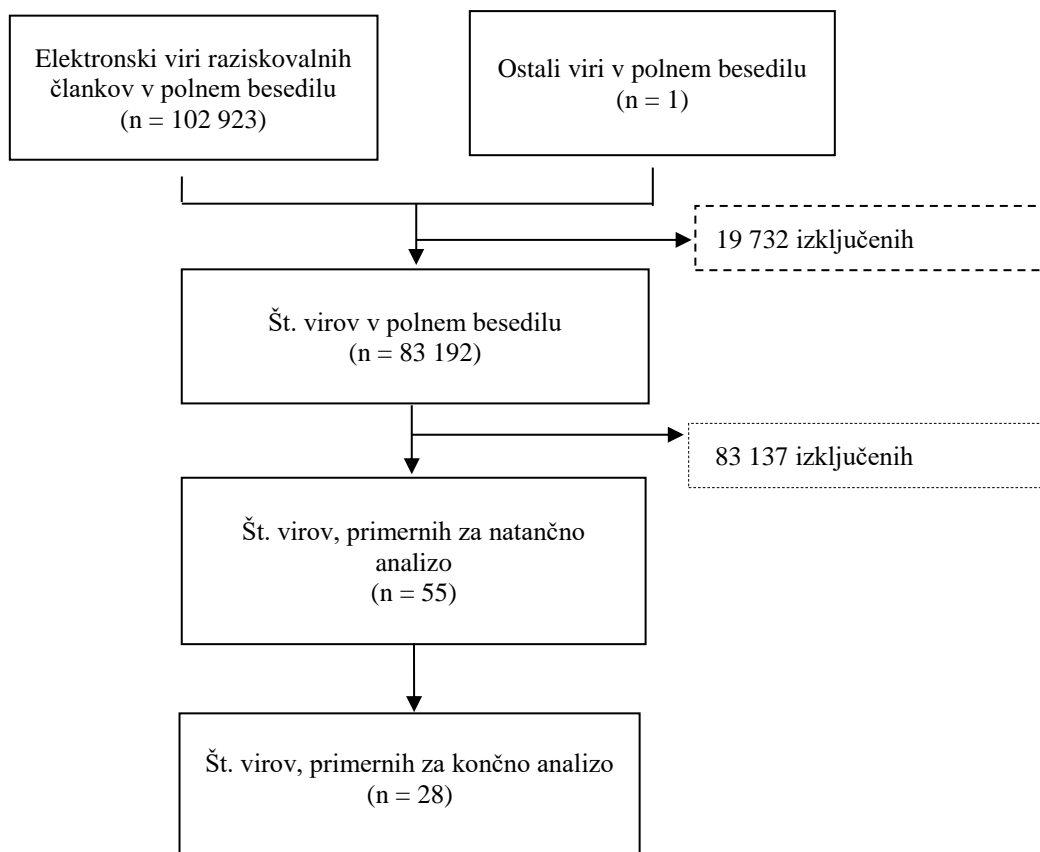 Elektronski viri raziskovalnih
člankov v polnem besedilu
(n = 102 923)
Ostali viri v polnem besedilu
(n = 1)
19 732 izključenih
Št. virov v polnem besedilu
(n = 83 192)
83 137 izključenih
Št. virov, primernih za natančno
analizo
(n = 55)
Št. virov, primernih za končno analizo
(n = 28)